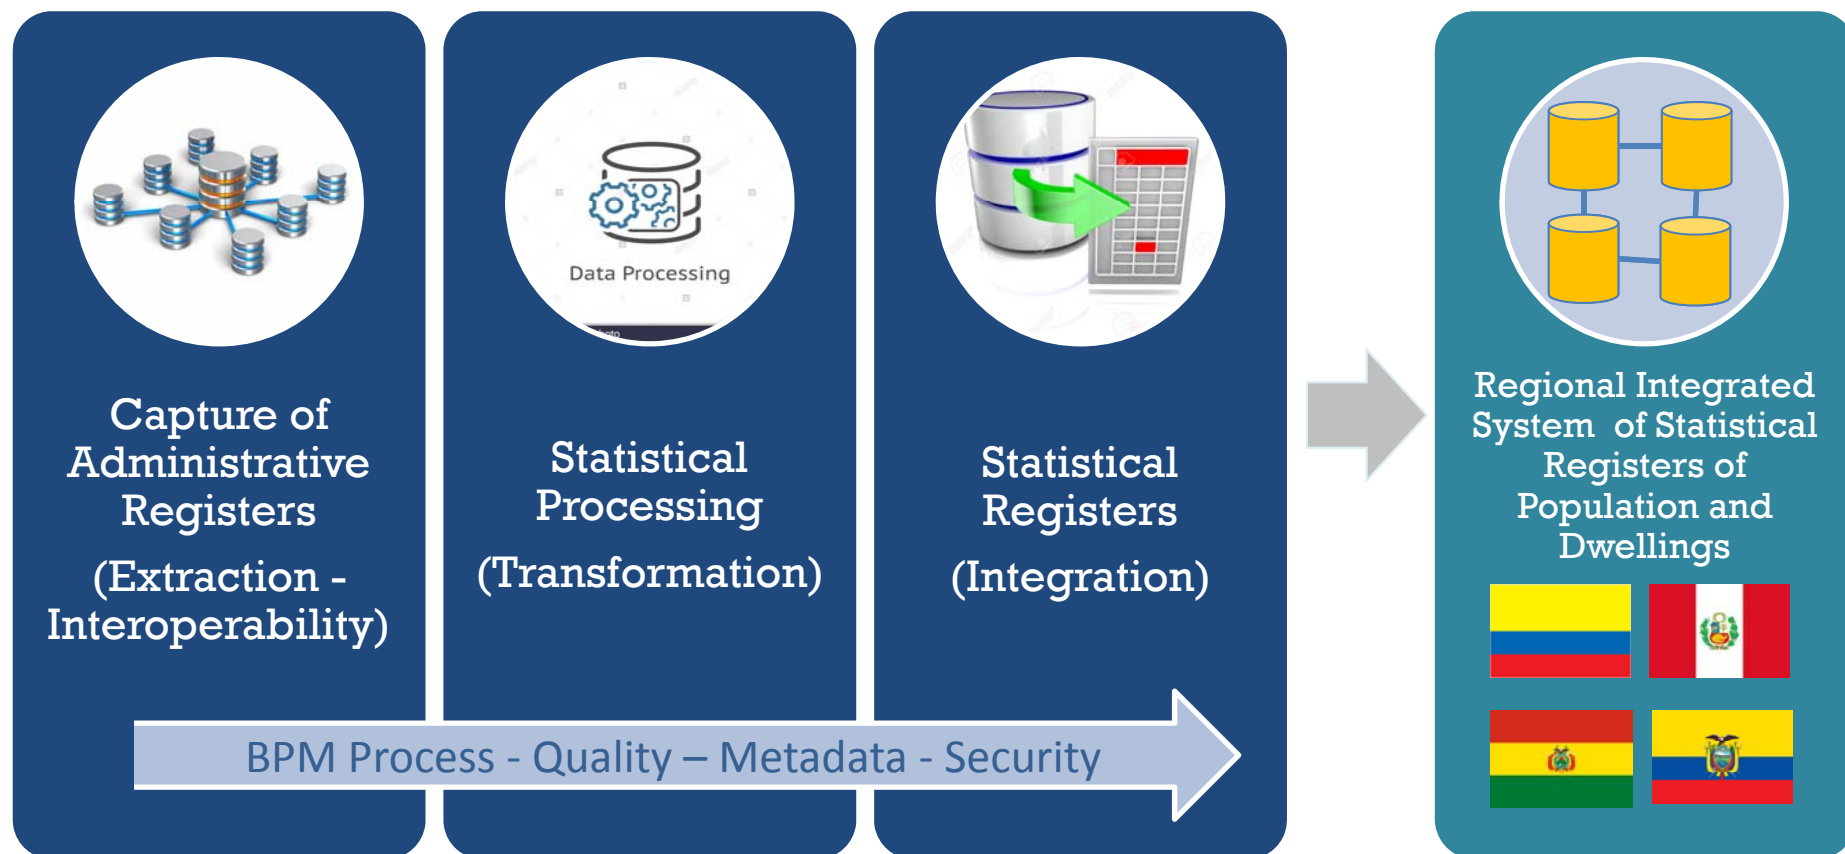 Data Processing
Capture of
Administrative
Registers
(Extraction -
Interoperability)
Statistical
Processing
(Transformation)
Statistical
Registers
(Integration)
Regional Integrated
System of Statistical
Registers of
Population and
Dwellings
BPM Process - Quality – Metadata - Security